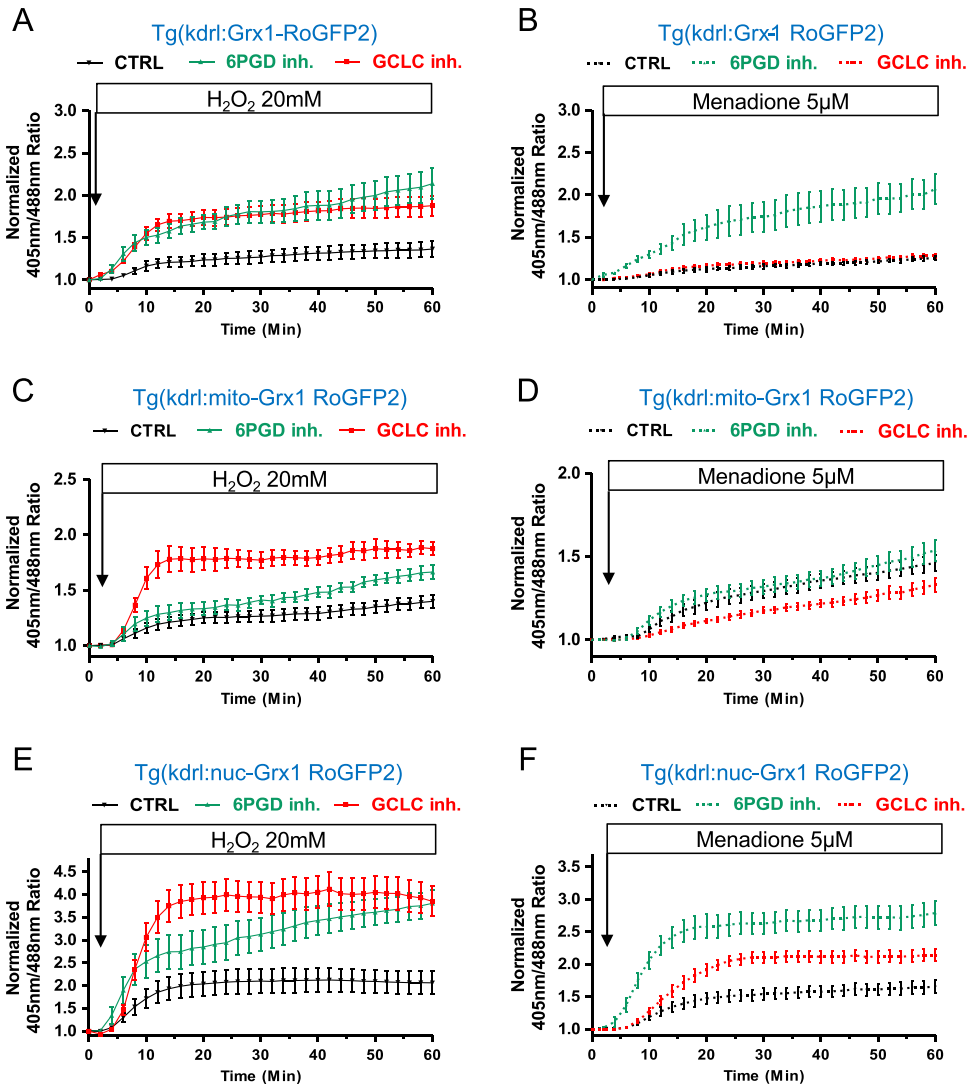 A
Tg(kdrl:Grx1-RoGFP2)
CTRL 6PGD inh. GCLC inh.
H₂O₂ 20mM
Normalized
405nm/488nm Ratio
3.0
2.5
2.0
1.5
1.0
0 10 20 30 40 50 60
Time (Min)
B
Tg(kdrl:Grx-1 RoGFP2)
CTRL 6PGD inh. GCLC inh.
Menadione 5µM
Normalized
405nm/488nm Ratio
3.0
2.5
2.0
1.5
1.0
0 10 20 30 40 50 60
Time (Min)
C
Tg(kdrl:mito-Grx1 RoGFP2)
CTRL 6PGD inh. GCLC inh.
H₂O₂ 20mM
Normalized
405nm/488nm Ratio
2.5
2.0
1.5
1.0
0 10 20 30 40 50 60
Time (Min)
D
Tg(kdrl:mito-Grx1 RoGFP2)
CTRL 6PGD inh. GCLC inh.
Menadione 5µM
Normalized
405nm/488nm Ratio
2.0
1.5
1.0
0 10 20 30 40 50 60
Time (Min)
E
Tg(kdrl:nuc-Grx1 RoGFP2)
CTRL 6PGD inh. GCLC inh.
H₂O₂ 20mM
Normalized
405nm/488nm Ratio
4.5
4.0
3.5
3.0
2.5
2.0
1.5
1.0
0 10 20 30 40 50 60
Time (Min)
F
Tg(kdrl:nuc-Grx1 RoGFP2)
CTRL 6PGD inh. GCLC inh.
Menadione 5µM
Normalized
405nm/488nm Ratio
3.5
3.0
2.5
2.0
1.5
1.0
0 10 20 30 40 50 60
Time (Min)